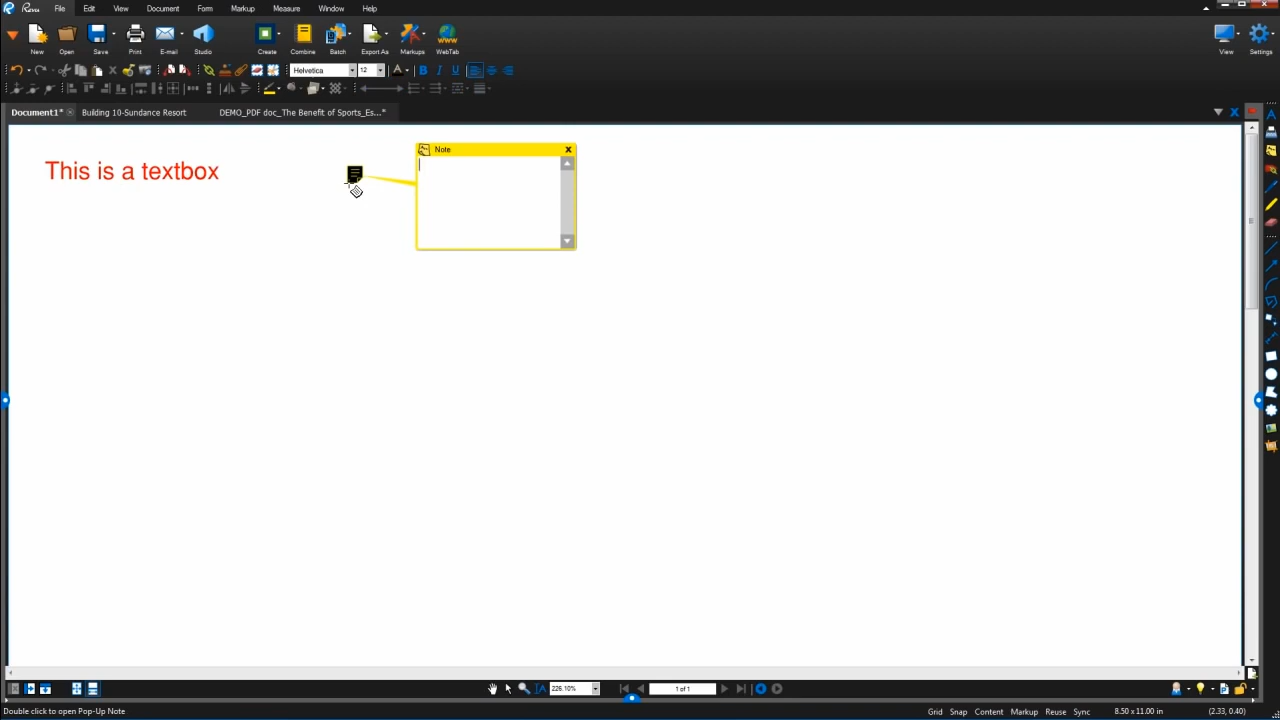 Revu File Edit View Document Form Markup Measure Window Help
New Open Save Print E-mail Studio Create Combine Batch Export As Markups WebTab View Settings
Helvetica 12 A B I U
Document1* Building 10-Sundance Resort DEMO_PDF doc_The Benefit of Sports_Es...*
Note
This is a textbox
226.10% 1 of 1
Double click to open Pop-Up Note Grid Snap Content Markup Reuse Sync 8.50 x 11.00 in (2.33, 0.40)